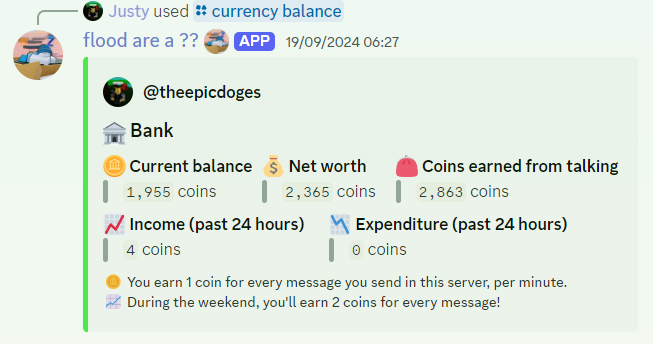 Justy used currency balance
flood are a ?? APP 19/09/2024 06:27
@theepicdoges
Bank
Current balance Net worth Coins earned from talking
1,955 coins 2,365 coins 2,863 coins
Income (past 24 hours) Expenditure (past 24 hours)
4 coins 0 coins
You earn 1 coin for every message you send in this server, per minute.
During the weekend, you'll earn 2 coins for every message!